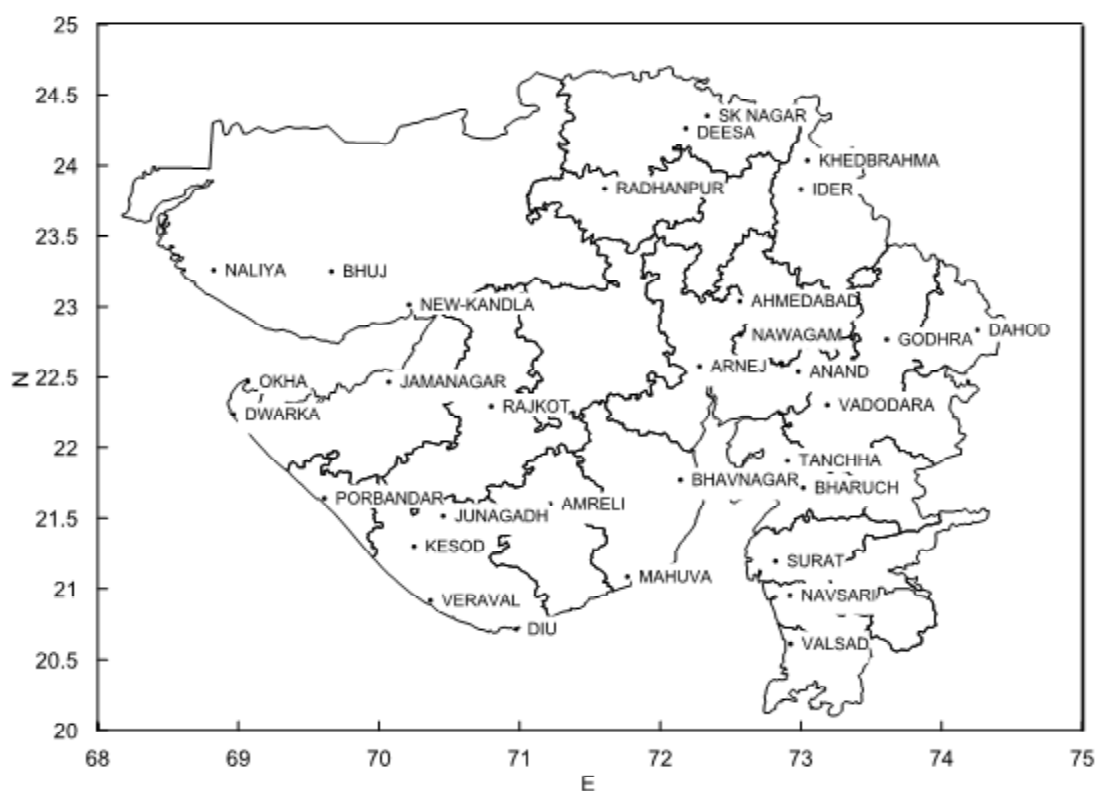 25
24.5
SK NAGAR
DEESA
KHEDBRAHMA
24
RADHANPUR
IDER
23.5
NALIYA
BHUJ
NEW-KANDLA
AHMEDABAD
23
NAWAGAM
GODHRA
DAHOD
N
22.5
OKHA
JAMANAGAR
ARNEJ
ANAND
DWARKA
RAJKOT
VADODARA
22
TANCHHA
BHAVNAGAR
BHARUCH
PORBANDAR
AMRELI
21.5
JUNAGADH
KESOD
SURAT
MAHUVA
21
VERAVAL
NAVSARI
DIU
VALSAD
20.5
20
68 69 70 71 72 73 74 75
E